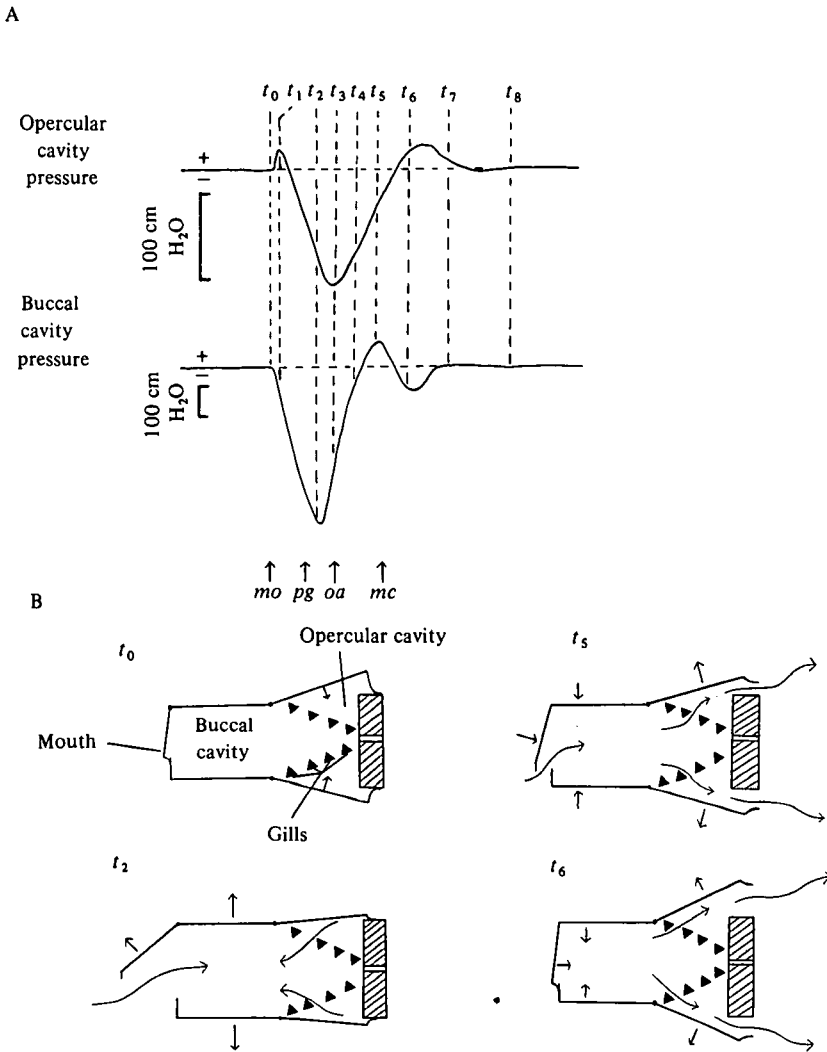 A
t0 t1 t2 t3 t4 t5 t6 t7 t8
Opercular
cavity
pressure
+
−
100 cm
H2O
Buccal
cavity
pressure
+
−
100 cm
H2O
mo pg oa mc
B
t0
Opercular cavity
Mouth
Buccal
cavity
Gills
t5
t2
t6